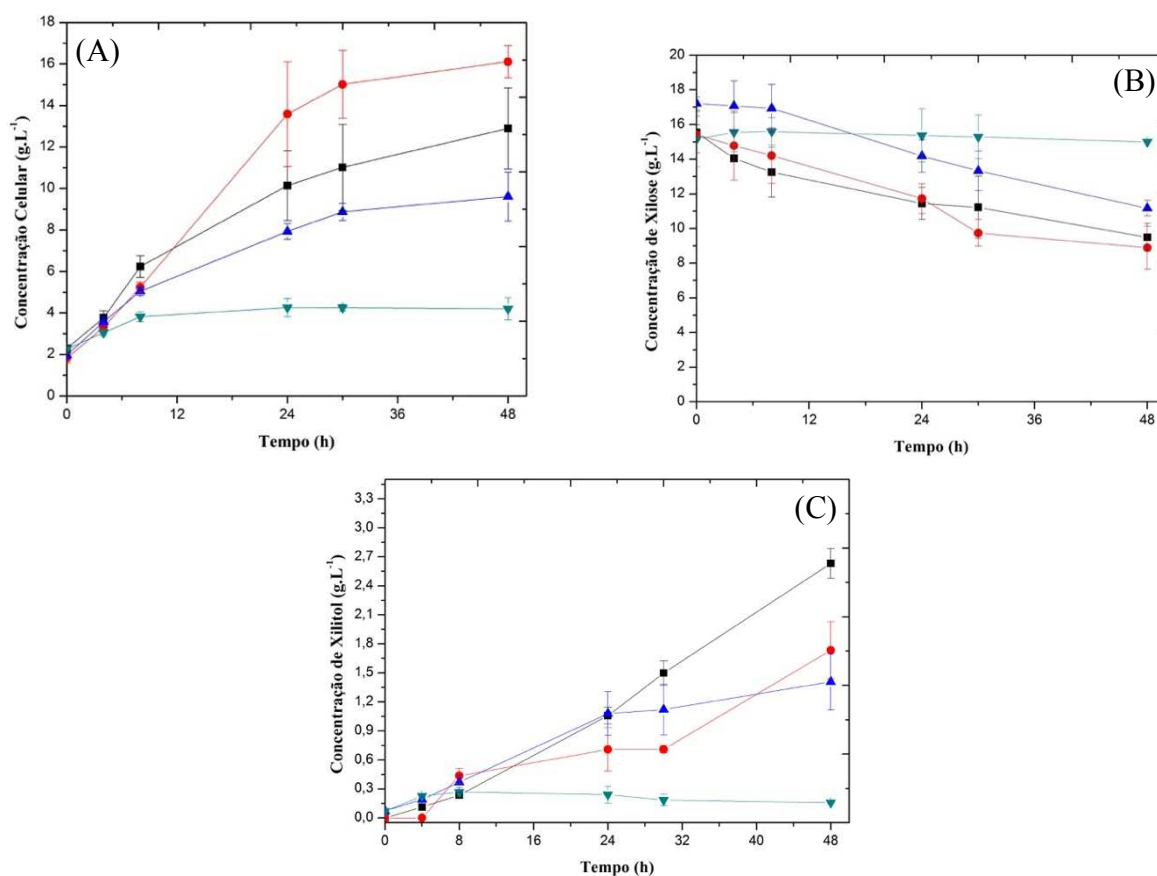 (A)
Concentração Celular (g.L⁻¹)
18
16
14
12
10
8
6
4
2
0
0 12 24 36 48
Tempo (h)
(B)
Concentração de Xilose (g.L⁻¹)
20
18
16
14
12
10
8
6
4
2
0
0 12 24 36 48
Tempo (h)
(C)
Concentração de Xilitol (g.L⁻¹)
3,3
3,0
2,7
2,4
2,1
1,8
1,5
1,2
0,9
0,6
0,3
0,0
0 8 16 24 32 40 48
Tempo (h)